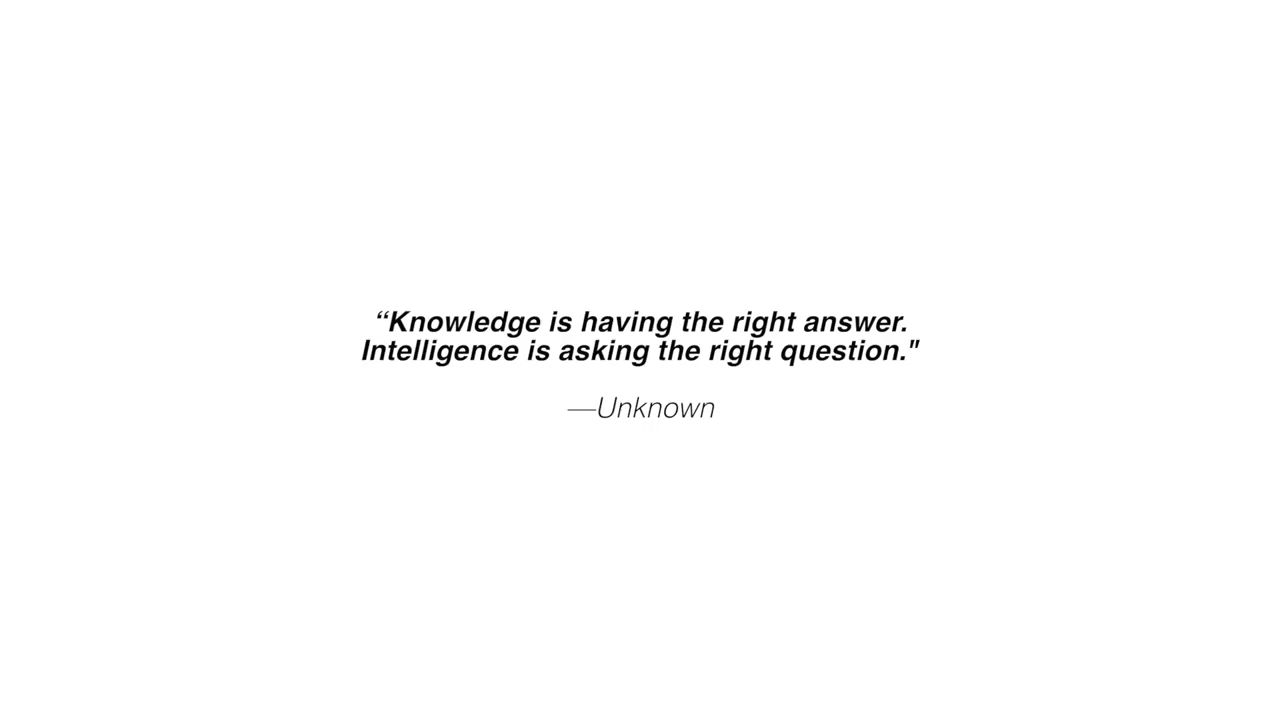 “Knowledge is having the right answer.
Intelligence is asking the right question."
—Unknown